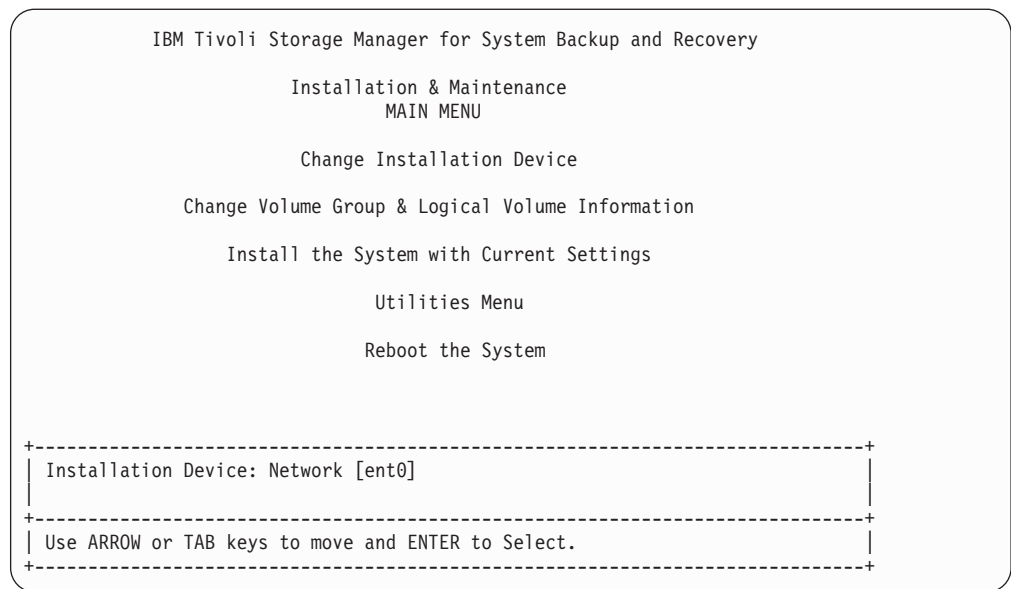 IBM Tivoli Storage Manager for System Backup and Recovery
Installation & Maintenance
MAIN MENU
Change Installation Device
Change Volume Group & Logical Volume Information
Install the System with Current Settings
Utilities Menu
Reboot the System
+------------------------------------------------------------------------------+
| Installation Device: Network [ent0] |
| |
+------------------------------------------------------------------------------+
| Use ARROW or TAB keys to move and ENTER to Select. |
+------------------------------------------------------------------------------+